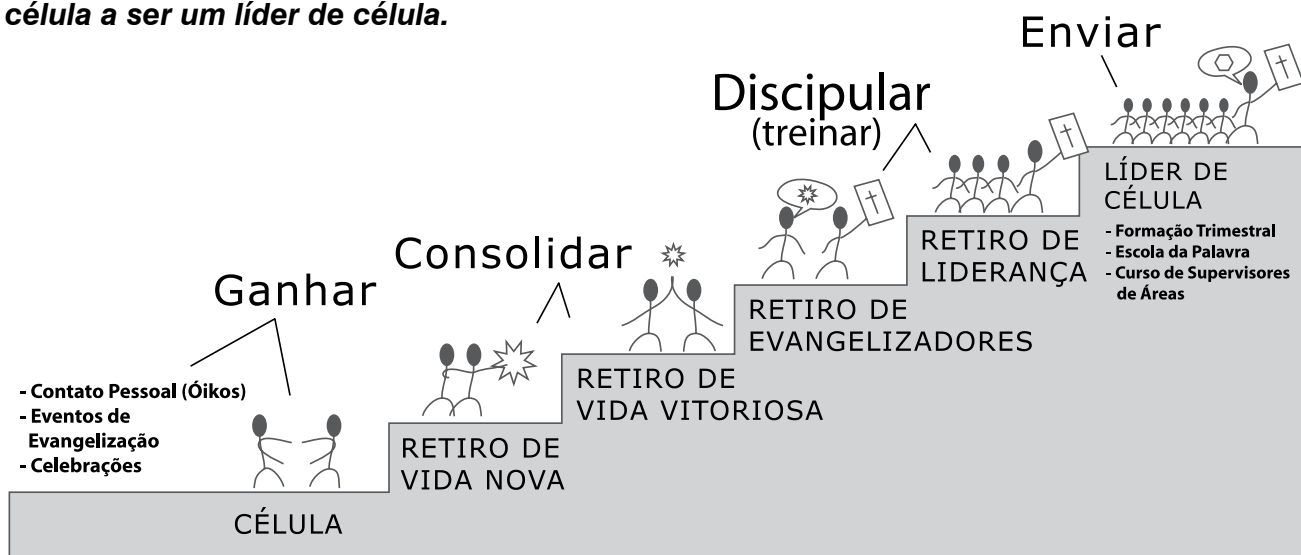 célula a ser um líder de célula.
Ganhar
- Contato Pessoal (Óikos)
- Eventos de
Evangelização
- Celebrações
CÉLULA
Consolidar
RETIRO DE
VIDA NOVA
RETIRO DE
VIDA VITORIOSA
Discipular
(treinar)
RETIRO DE
EVANGELIZADORES
RETIRO DE
LIDERANÇA
Enviar
LÍDER DE
CÉLULA
- Formação Trimestral
- Escola da Palavra
- Curso de Supervisores
de Áreas